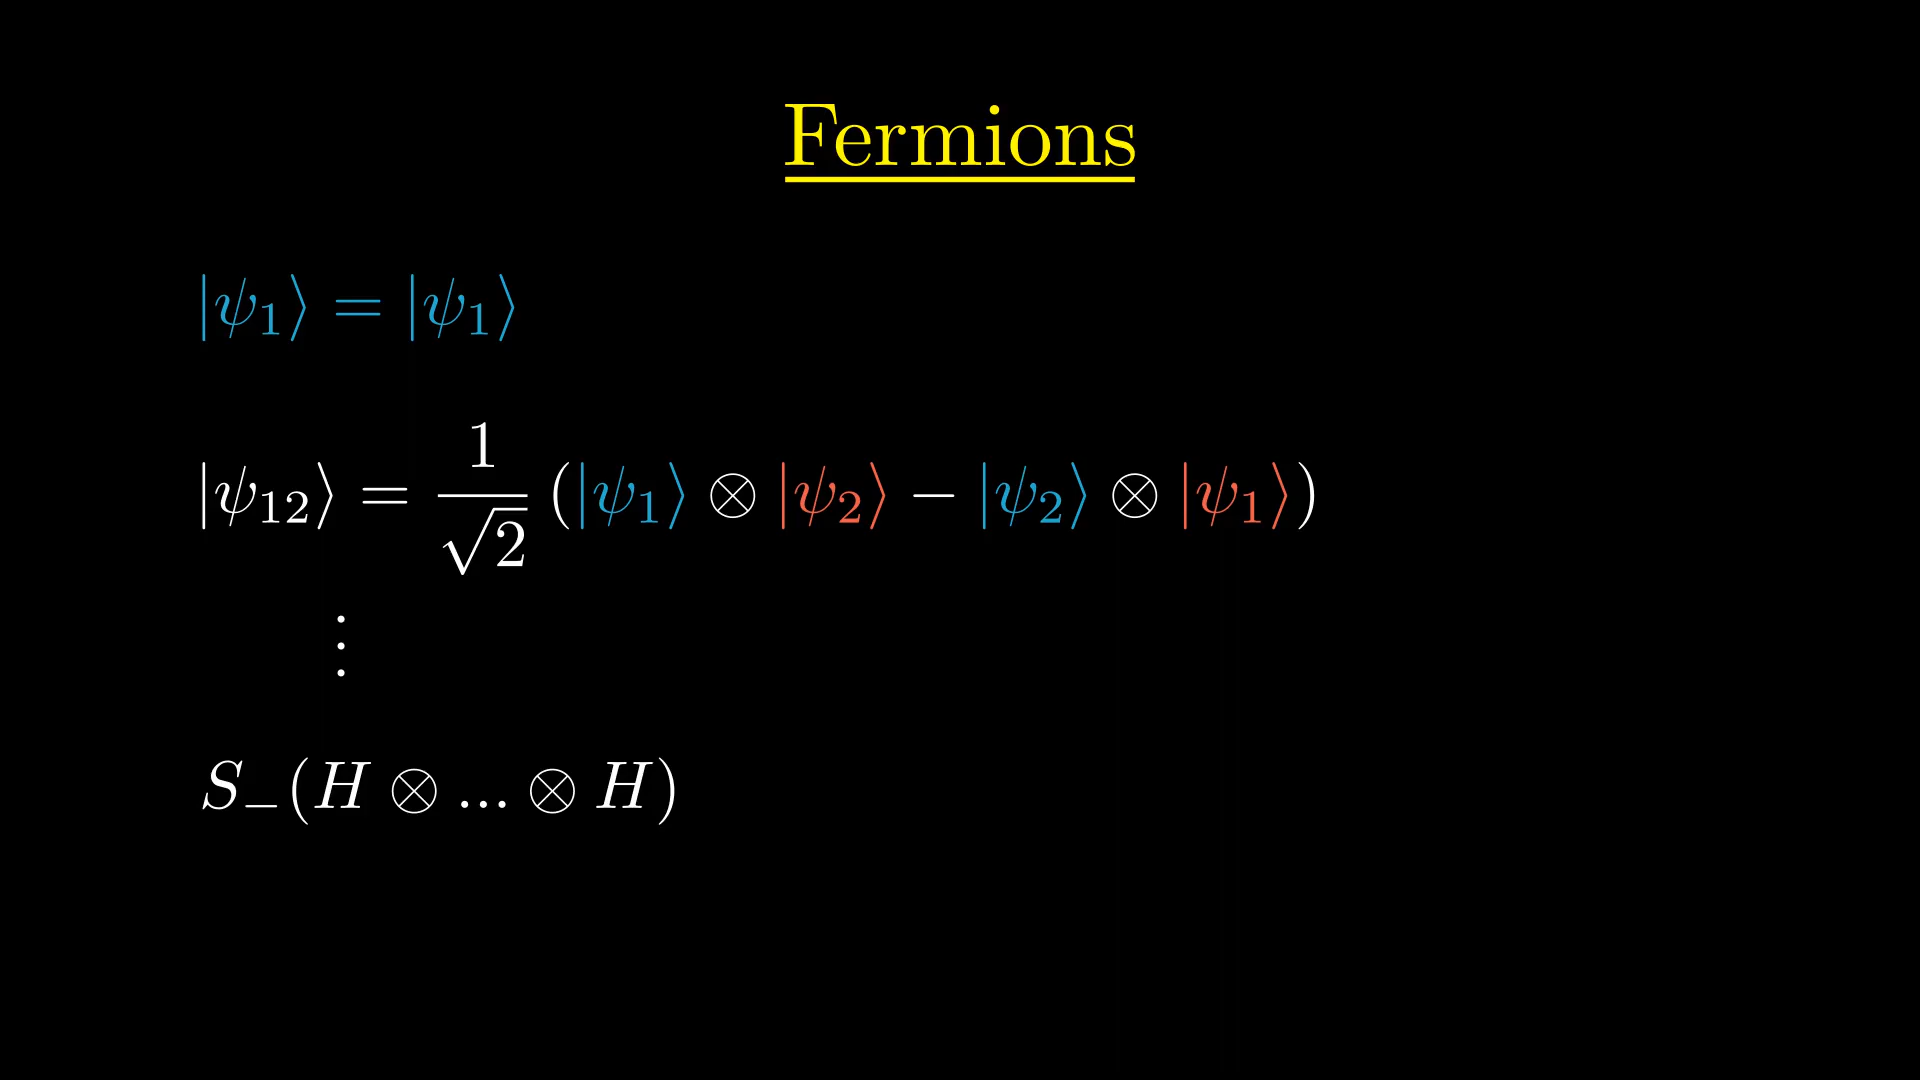 Fermions
|ψ₁⟩ = |ψ₁⟩
|ψ₁₂⟩ = 1/√2 (|ψ₁⟩ ⊗ |ψ₂⟩ − |ψ₂⟩ ⊗ |ψ₁⟩)
⋮
S₋(H ⊗ ... ⊗ H)